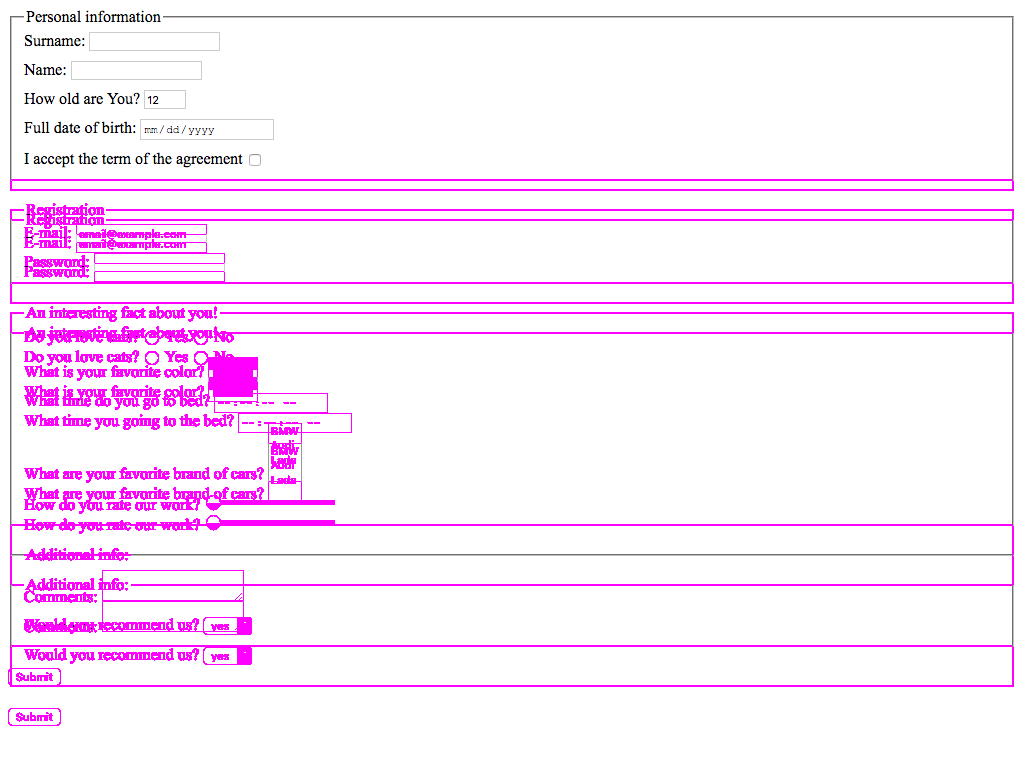 Personal information
Surname:
Name:
How old are You? 12
Full date of birth: mm/dd/yyyy
I accept the term of the agreement
Registration
Registration
E-mail: email@example.com
E-mail: email@example.com
Password:
Password:
An interesting fact about you!
An interesting fact about you!
Do you love cats? Yes No
Do you love cats? Yes No
What is your favorite color?
What is your favorite color?
What time do you go to bed? --:-- --
What time you going to the bed? --:-- --
BMW
Audi
BMW
Lada
Audi
What are your favorite brand of cars?
Lada
What are your favorite brand of cars?
How do you rate our work?
How do you rate our work?
Additional info:
Additional info:
Comments:
Would you recommend us? yes
Comments:
Would you recommend us? yes
Submit
Submit